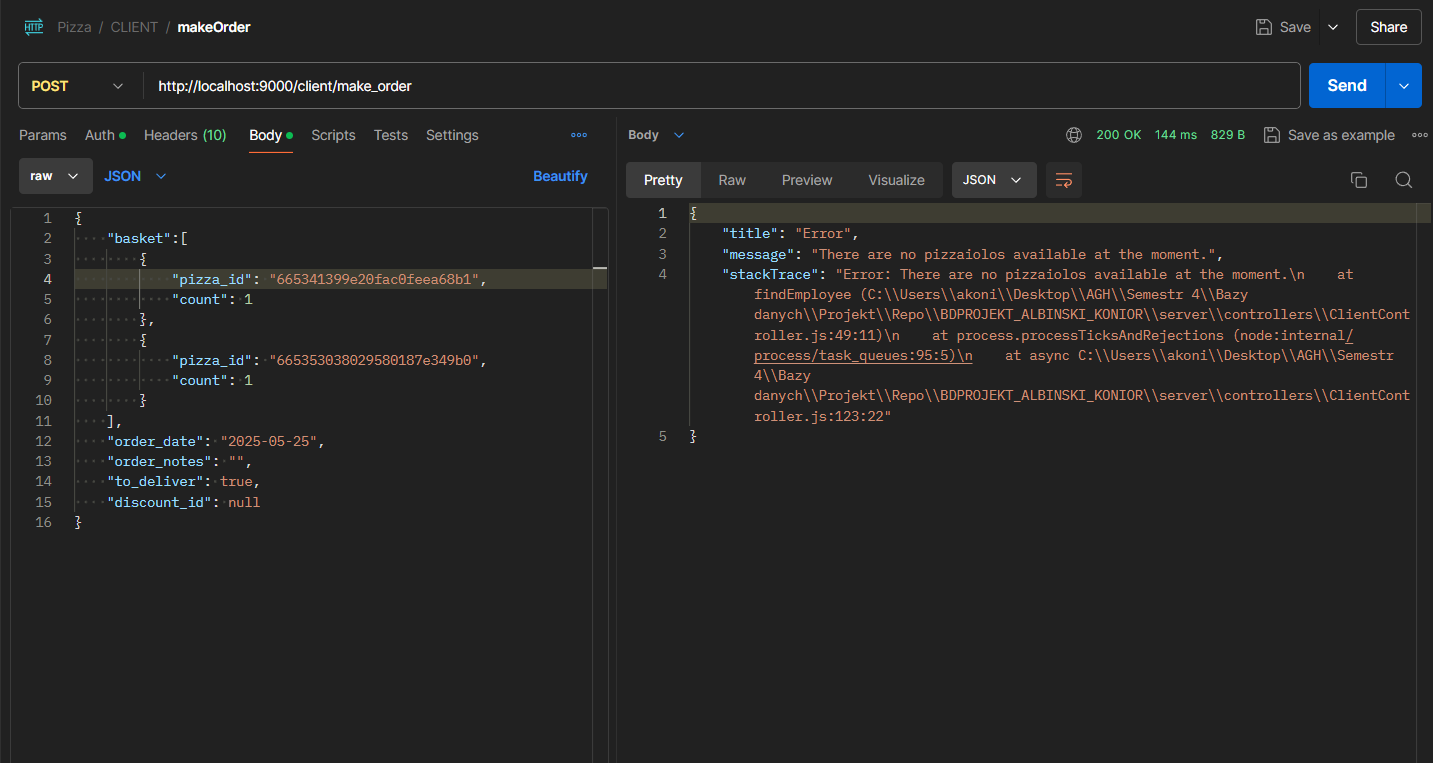 HTTP Pizza / CLIENT / makeOrder Save Share
POST http://localhost:9000/client/make_order Send
Params Auth Headers (10) Body Scripts Tests Settings
raw JSON Beautify
1 {
2 "basket":[
3 {
4 "pizza_id": "665341399e20fac0feea68b1",
5 "count": 1
6 },
7 {
8 "pizza_id": "665353038029580187e349b0",
9 "count": 1
10 }
11 ],
12 "order_date": "2025-05-25",
13 "order_notes": "",
14 "to_deliver": true,
15 "discount_id": null
16 }
Body 200 OK 144 ms 829 B Save as example
Pretty Raw Preview Visualize JSON
1 {
2 "title": "Error",
3 "message": "There are no pizzaiolos available at the moment.",
4 "stackTrace": "Error: There are no pizzaiolos available at the moment.\n    at
findEmployee (C:\\Users\\akoni\\Desktop\\AGH\\Semestr 4\\Bazy
danych\\Projekt\\Repo\\BDPROJEKT_ALBINSKI_KONIOR\\server\\controllers\\ClientCont
roller.js:49:11)\n    at process.processTicksAndRejections (node:internal/
process/task_queues:95:5)\n    at async C:\\Users\\akoni\\Desktop\\AGH\\Semestr
4\\Bazy
danych\\Projekt\\Repo\\BDPROJEKT_ALBINSKI_KONIOR\\server\\controllers\\ClientCont
roller.js:123:22"
5 }